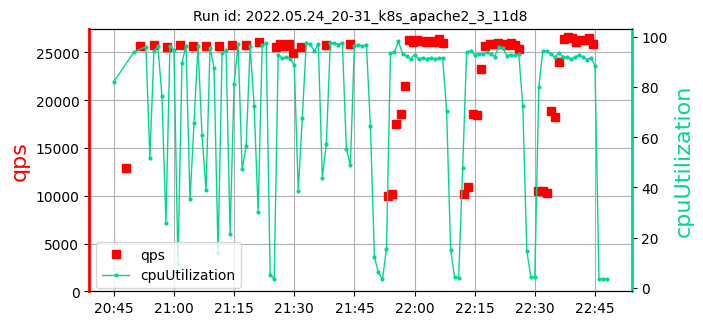 Run id: 2022.05.24_20-31_k8s_apache2_3_11d8
qps
25000
20000
15000
10000
5000
0
100
80
60
40
20
0
cpuUtilization
qps
cpuUtilization
20:45 21:00 21:15 21:30 21:45 22:00 22:15 22:30 22:45